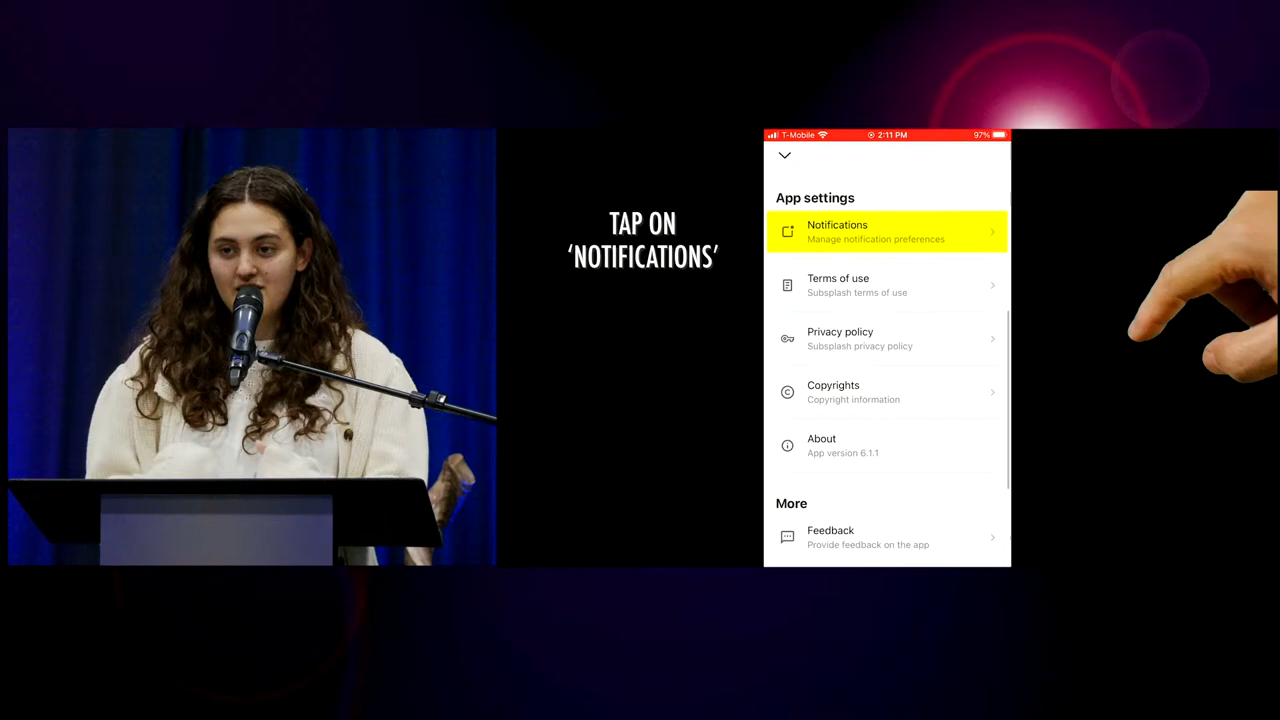 TAP ON
‘NOTIFICATIONS’
T-Mobile
2:11 PM
97%
App settings
Notifications
Manage notification preferences
Terms of use
Subsplash terms of use
Privacy policy
Subsplash privacy policy
Copyrights
Copyright information
About
App version 6.1.1
More
Feedback
Provide feedback on the app